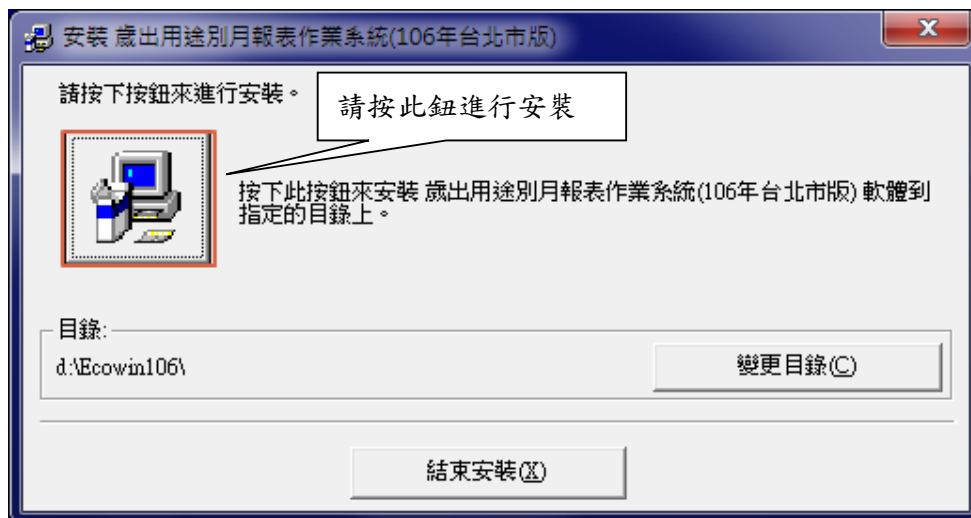 安裝 歲出用途別月報表作業系統(106年台北市版)
請按下按鈕來進行安裝。
請按此鈕進行安裝
按下此按鈕來安裝 歲出用途別月報表作業系統(106年台北市版) 軟體到
指定的目錄上。
目錄:
d:\Ecowin106\
變更目錄(C)
結束安裝(X)